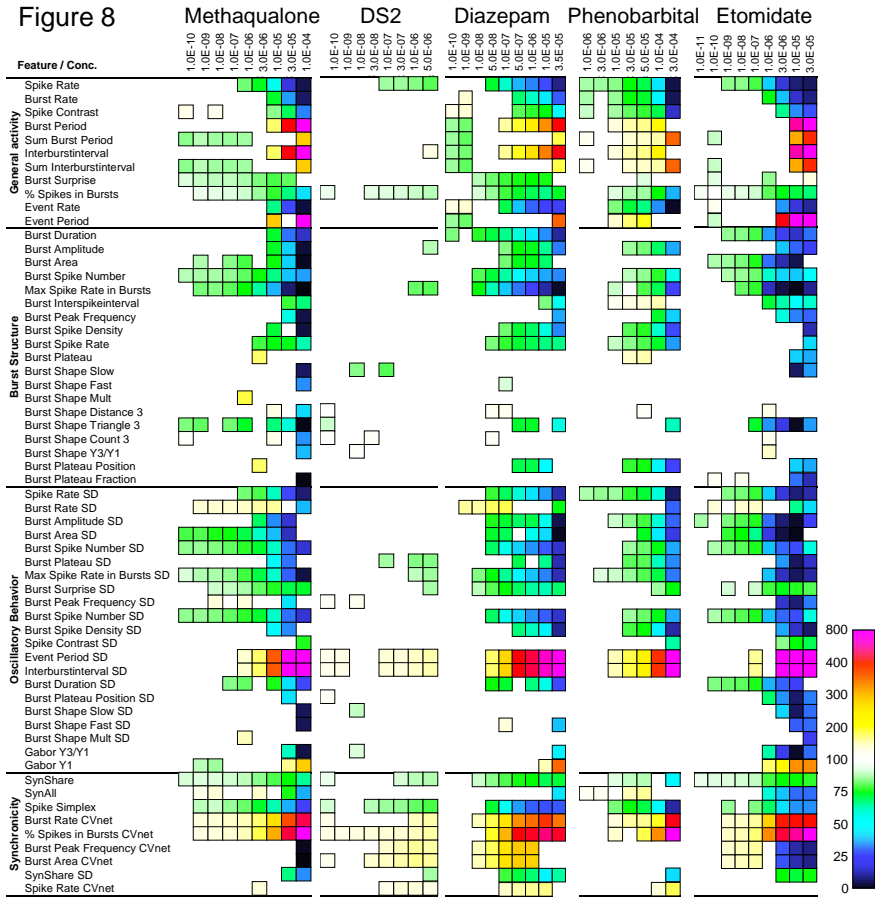 Figure 8
Methaqualone
DS2
Diazepam
Phenobarbital
Etomidate
Feature / Conc.
1.0E-10
1.0E-09
1.0E-08
1.0E-07
1.0E-06
3.0E-06
1.0E-05
3.0E-05
1.0E-04
1.0E-10
1.0E-09
3.0E-08
1.0E-08
1.0E-07
3.0E-07
1.0E-06
5.0E-06
1.0E-10
1.0E-09
1.0E-08
5.0E-08
1.0E-07
5.0E-07
1.0E-06
1.0E-05
3.5E-05
1.0E-06
3.0E-06
1.0E-05
3.0E-05
5.0E-05
1.0E-04
3.0E-04
1.0E-11
1.0E-10
1.0E-09
1.0E-08
1.0E-07
1.0E-06
3.0E-06
1.0E-05
3.0E-05
General activity
Spike Rate
Burst Rate
Spike Contrast
Burst Period
Sum Burst Period
Interburstinterval
Sum Interburstinterval
Burst Surprise
% Spikes in Bursts
Event Rate
Event Period
Burst Structure
Burst Duration
Burst Amplitude
Burst Area
Burst Spike Number
Max Spike Rate in Bursts
Burst Interspikeinterval
Burst Peak Frequency
Burst Spike Density
Burst Spike Rate
Burst Plateau
Burst Shape Slow
Burst Shape Fast
Burst Shape Mult
Burst Shape Distance 3
Burst Shape Triangle 3
Burst Shape Count 3
Burst Shape Y3/Y1
Burst Plateau Position
Burst Plateau Fraction
Oscillatory Behavior
Spike Rate SD
Burst Rate SD
Burst Amplitude SD
Burst Area SD
Burst Spike Number SD
Burst Plateau SD
Max Spike Rate in Bursts SD
Burst Surprise SD
Burst Peak Frequency SD
Burst Spike Number SD
Burst Spike Density SD
Spike Contrast SD
Event Period SD
Interburstinterval SD
Burst Duration SD
Burst Plateau Position SD
Burst Shape Slow SD
Burst Shape Fast SD
Burst Shape Mult SD
Gabor Y3/Y1
Gabor Y1
Synchronicity
SynShare
SynAll
Spike Simplex
Burst Rate CVnet
% Spikes in Bursts CVnet
Burst Peak Frequency CVnet
Burst Area CVnet
SynShare SD
Spike Rate CVnet
800
400
300
200
100
75
50
25
0